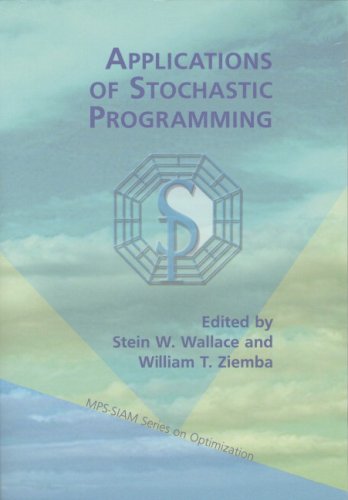 APPLICATIONS
OF STOCHASTIC
PROGRAMMING
SP
Edited by
Stein W. Wallace and
William T. Ziemba
MPS-SIAM Series on Optimization